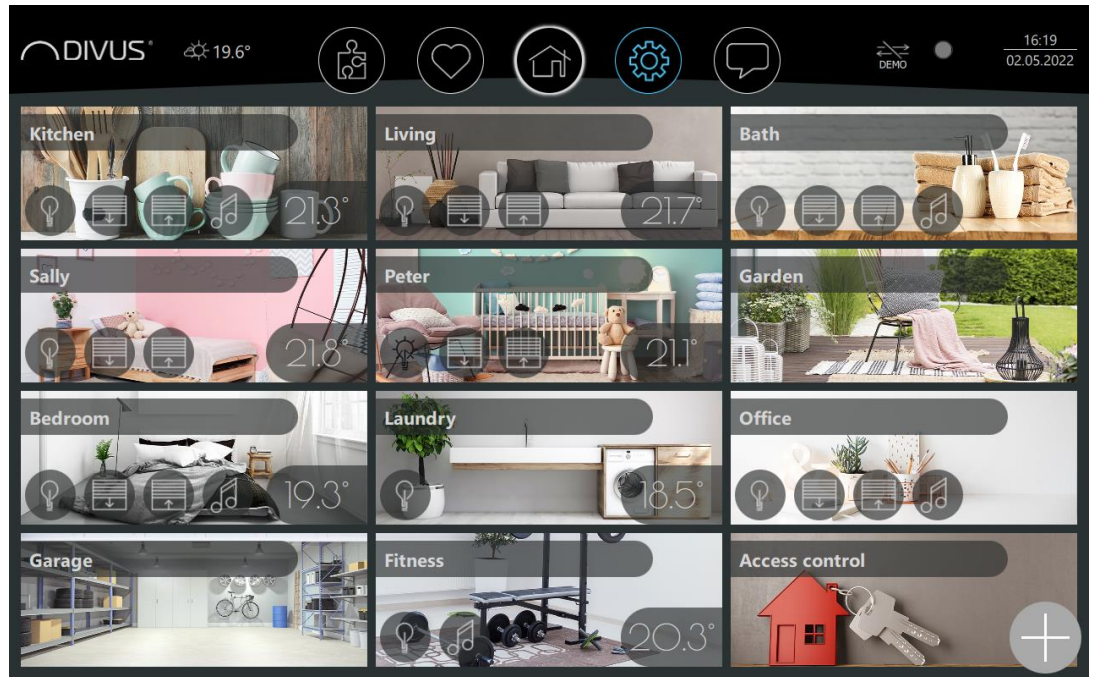 DIVUS®
19.6°
DEMO
16:19
02.05.2022
Kitchen
21.3°
Living
21.7°
Bath
Sally
21.8°
Peter
21.1°
Garden
Bedroom
19.3°
Laundry
18.5°
Office
Garage
Fitness
20.3°
Access control